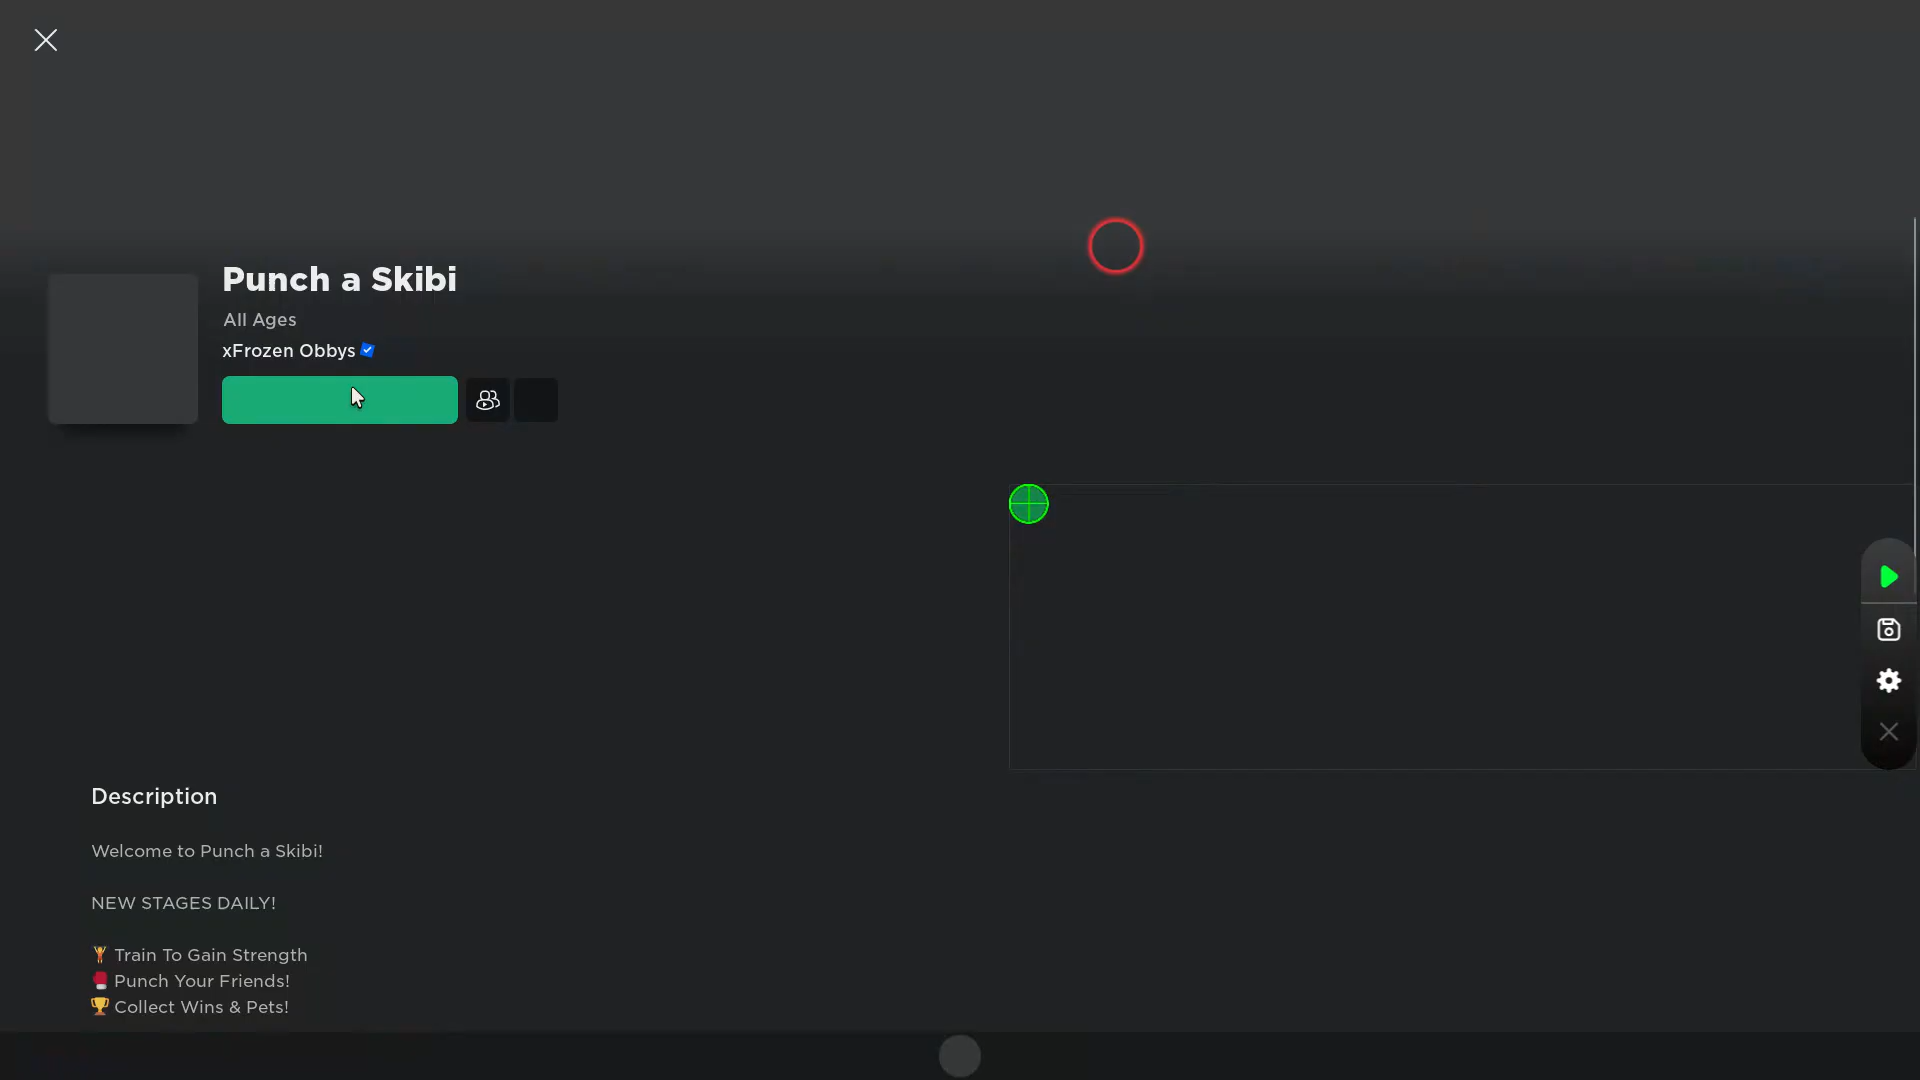 Punch a Skibi
All Ages
xFrozen Obbys
Description
Welcome to Punch a Skibi!
NEW STAGES DAILY!
🏋 Train To Gain Strength
🥊 Punch Your Friends!
🏆 Collect Wins & Pets!